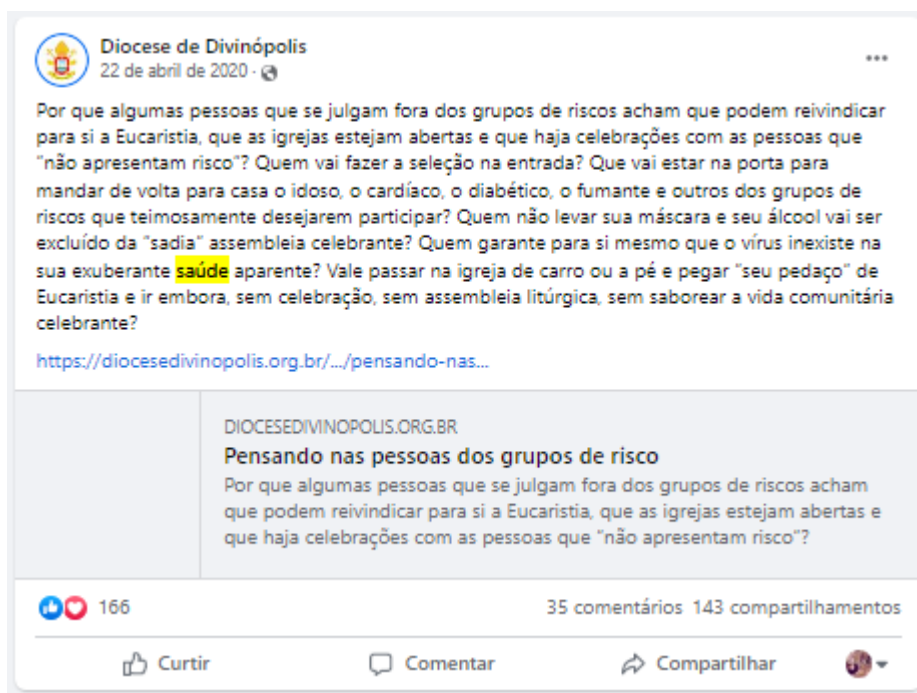 Diocese de Divinópolis
22 de abril de 2020 ·
Por que algumas pessoas que se julgam fora dos grupos de riscos acham que podem reivindicar
para si a Eucaristia, que as igrejas estejam abertas e que haja celebrações com as pessoas que
"não apresentam risco"? Quem vai fazer a seleção na entrada? Que vai estar na porta para
mandar de volta para casa o idoso, o cardíaco, o diabético, o fumante e outros dos grupos de
riscos que teimosamente desejarem participar? Quem não levar sua máscara e seu álcool vai ser
excluído da "sadia" assembleia celebrante? Quem garante para si mesmo que o vírus inexiste na
sua exuberante saúde aparente? Vale passar na igreja de carro ou a pé e pegar "seu pedaço" de
Eucaristia e ir embora, sem celebração, sem assembleia litúrgica, sem saborear a vida comunitária
celebrante?
https://diocesedivinopolis.org.br/.../pensando-nas...
DIOCESEDIVINOPOLIS.ORG.BR
Pensando nas pessoas dos grupos de risco
Por que algumas pessoas que se julgam fora dos grupos de riscos acham
que podem reivindicar para si a Eucaristia, que as igrejas estejam abertas e
que haja celebrações com as pessoas que "não apresentam risco"?
166 35 comentários 143 compartilhamentos
Curtir Comentar Compartilhar